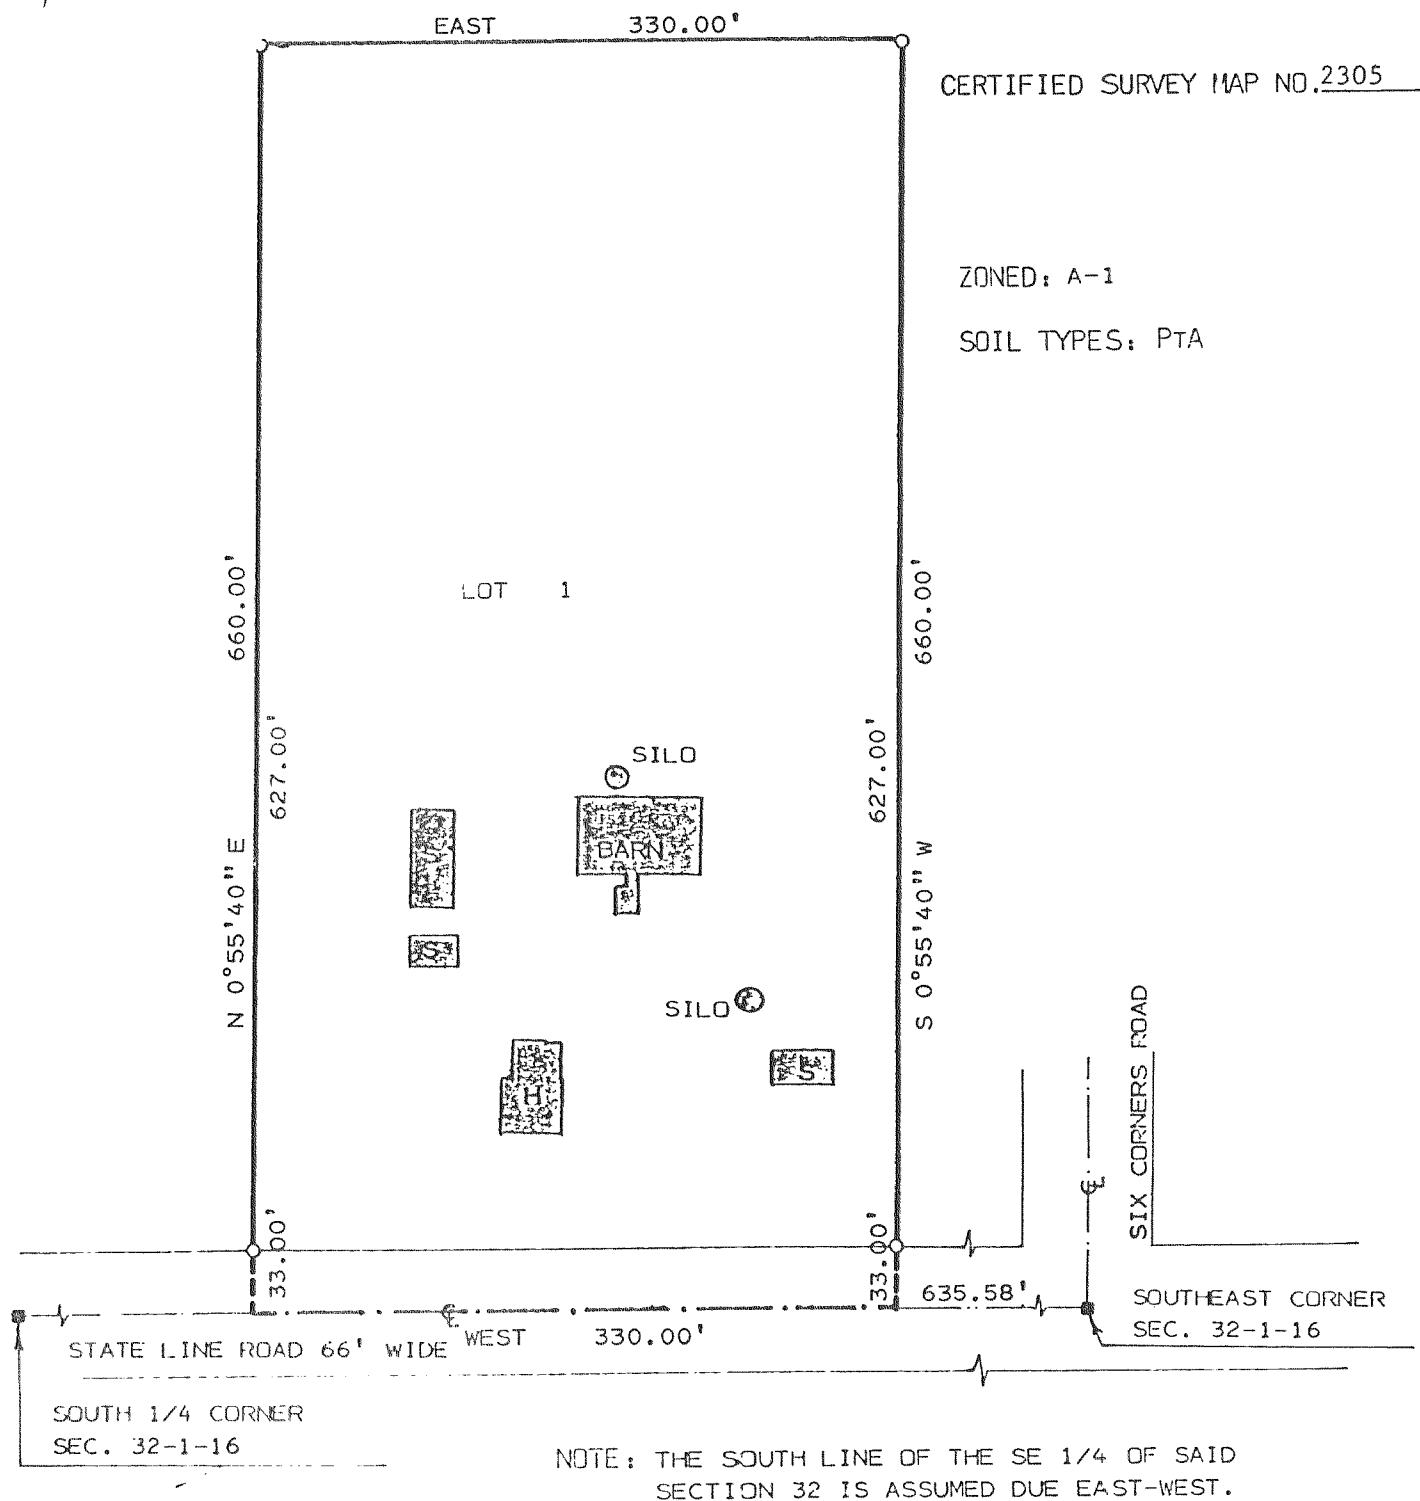 EAST 330.00'
CERTIFIED SURVEY MAP NO. 2305
ZONED: A-1
SOIL TYPES: PTA
660.00'
660.00'
LOT 1
627.00'
627.00'
SILO
BARN
N 0°55'40" E
S 0°55'40" W
S
SILO
S
H
SIX CORNERS ROAD
℄
33.00'
33.00'
635.58'
SOUTHEAST CORNER
SEC. 32-1-16
℄
WEST 330.00'
STATE LINE ROAD 66' WIDE
SOUTH 1/4 CORNER
SEC. 32-1-16
NOTE: THE SOUTH LINE OF THE SE 1/4 OF SAID
SECTION 32 IS ASSUMED DUE EAST-WEST.